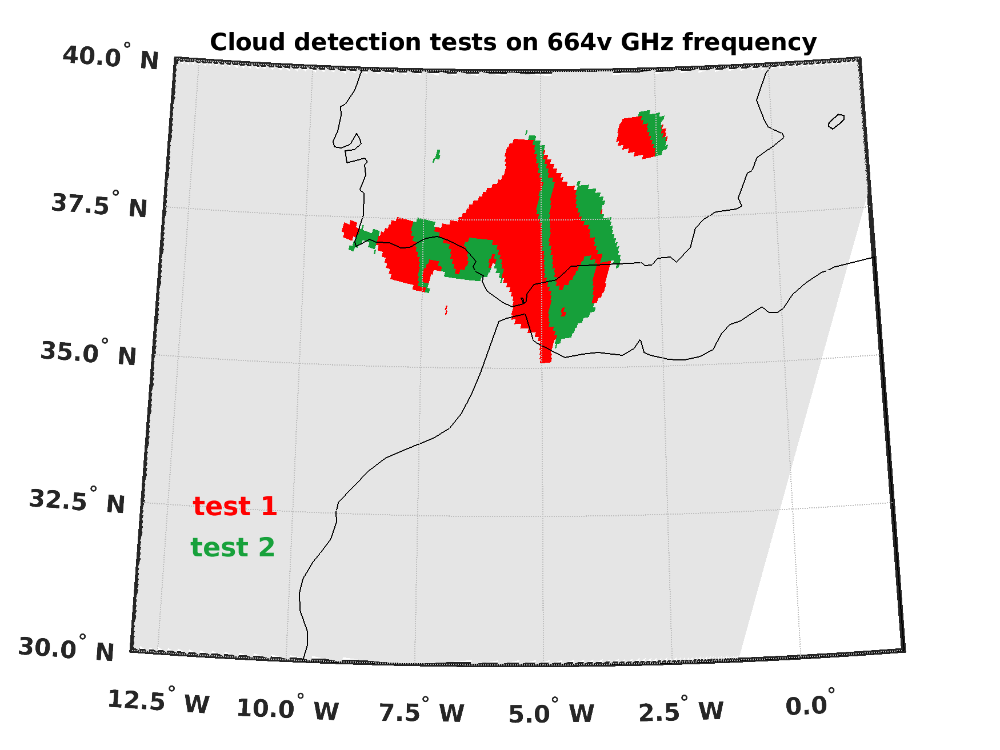 Cloud detection tests on 664v GHz frequency
40.0° N
37.5° N
35.0° N
32.5° N
30.0° N
test 1
test 2
12.5° W 10.0° W 7.5° W 5.0° W 2.5° W 0.0°